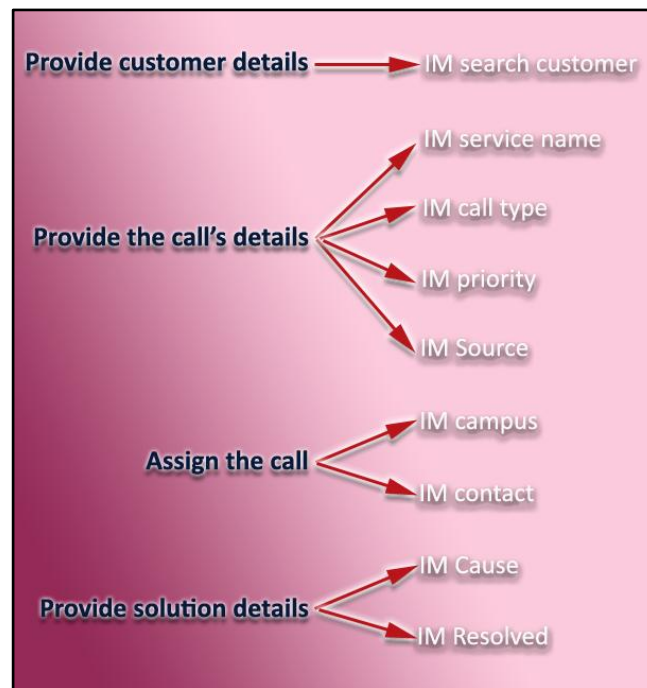 Provide customer details
IM search customer
Provide the call's details
IM service name
IM call type
IM priority
IM Source
Assign the call
IM campus
IM contact
Provide solution details
IM Cause
IM Resolved